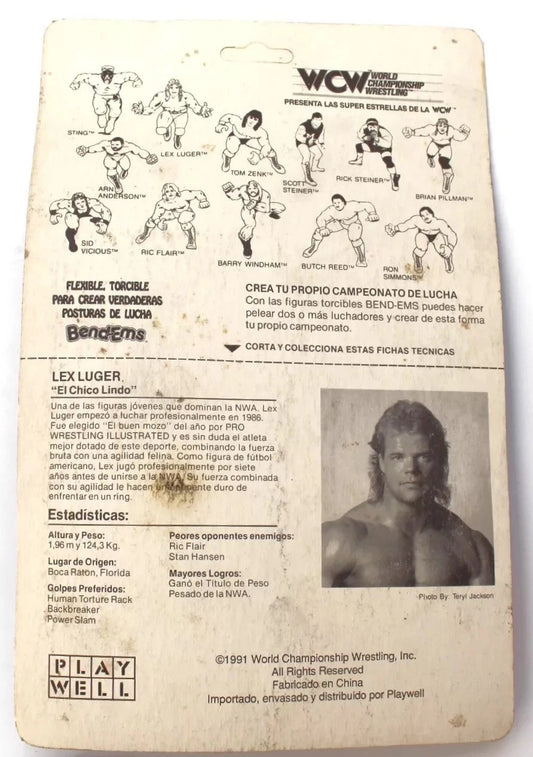 WCW WORLD CHAMPIONSHIP WRESTLING™
PRESENTA LAS SUPER ESTRELLAS DE LA WCW™
STING™
LEX LUGER™
TOM ZENK™
SCOTT STEINER™
RICK STEINER™
BRIAN PILLMAN™
ARN ANDERSON™
SID VICIOUS™
RIC FLAIR™
BARRY WINDHAM™
BUTCH REED™
RON SIMMONS™
FLEXIBLE, TORCIBLE
PARA CREAR VERDADERAS
POSTURAS DE LUCHA
Bend-Ems
CREA TU PROPIO CAMPEONATO DE LUCHA
Con las figuras torcibles BEND-EMS puedes hacer
pelear dos o más luchadores y crear de esta forma
tu propio campeonato.
CORTA Y COLECCIONA ESTAS FICHAS TECNICAS
LEX LUGER,
"El Chico Lindo"
Una de las figuras jóvenes que dominan la NWA. Lex
Luger empezó a luchar profesionalmente en 1986.
Fue elegido "El buen mozo" del año por PRO
WRESTLING ILLUSTRATED y es sin duda el atleta
mejor dotado de este deporte, combinando la fuerza
bruta con una agilidad felina. Como figura de fútbol
americano, Lex jugó profesionalmente por siete
años antes de unirse a la NWA. Su fuerza combinada
con su agilidad le hacen un oponente duro de
enfrentar en un ring.
Estadísticas:
Altura y Peso:
1,96 m y 124,3 Kg.
Lugar de Origen:
Boca Raton, Florida
Golpes Preferidos:
Human Torture Rack
Backbreaker
Power Slam
Peores oponentes enemigos:
Ric Flair
Stan Hansen
Mayores Logros:
Ganó el Título de Peso
Pesado de la NWA.
Photo By: Teryl Jackson
PLAY
WELL
©1991 World Championship Wrestling, Inc.
All Rights Reserved
Fabricado en China
Importado, envasado y distribuido por Playwell